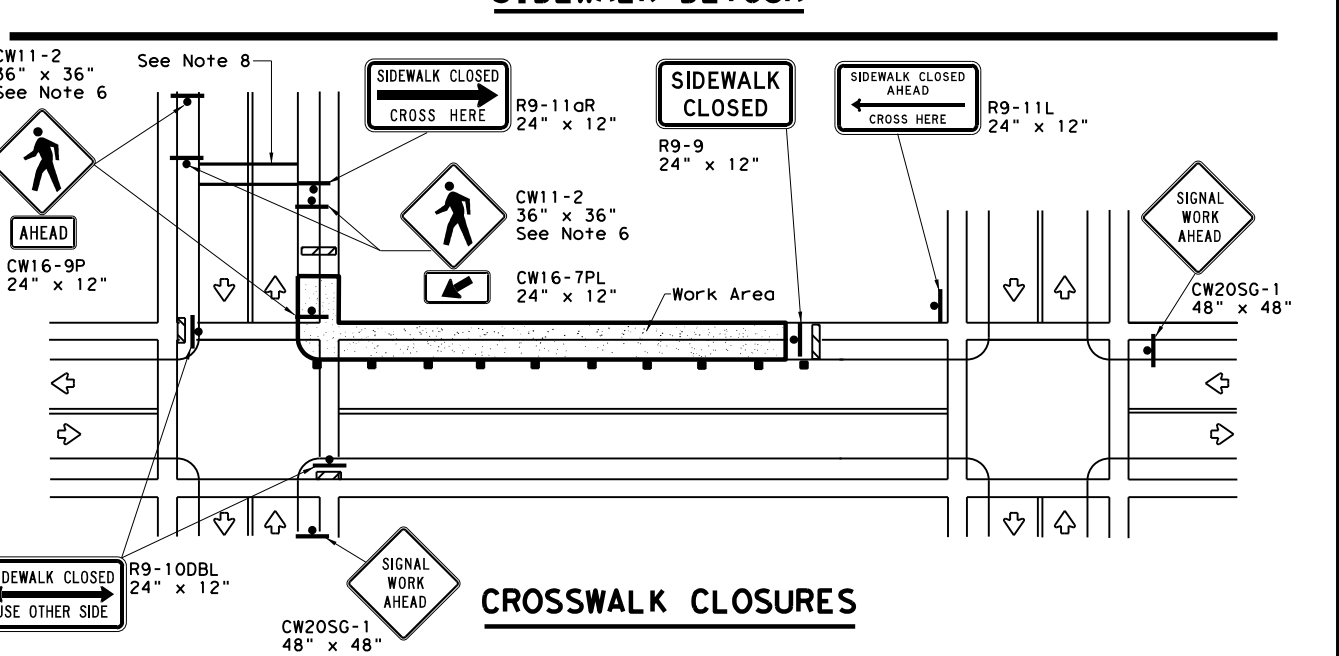 CW11-2
36" x 36"
See Note 6
See Note 8
SIDEWALK CLOSED
CROSS HERE
R9-11aR
24" x 12"
SIDEWALK
CLOSED
R9-9
24" x 12"
SIDEWALK CLOSED
AHEAD
CROSS HERE
R9-11L
24" x 12"
AHEAD
CW16-9P
24" x 12"
CW11-2
36" x 36"
See Note 6
CW16-7PL
24" x 12"
Work Area
SIGNAL
WORK
AHEAD
CW20SG-1
48" x 48"
DEWALK CLOSED
USE OTHER SIDE
R9-10DBL
24" x 12"
SIGNAL
WORK
AHEAD
CW20SG-1
48" x 48"
CROSSWALK CLOSURES